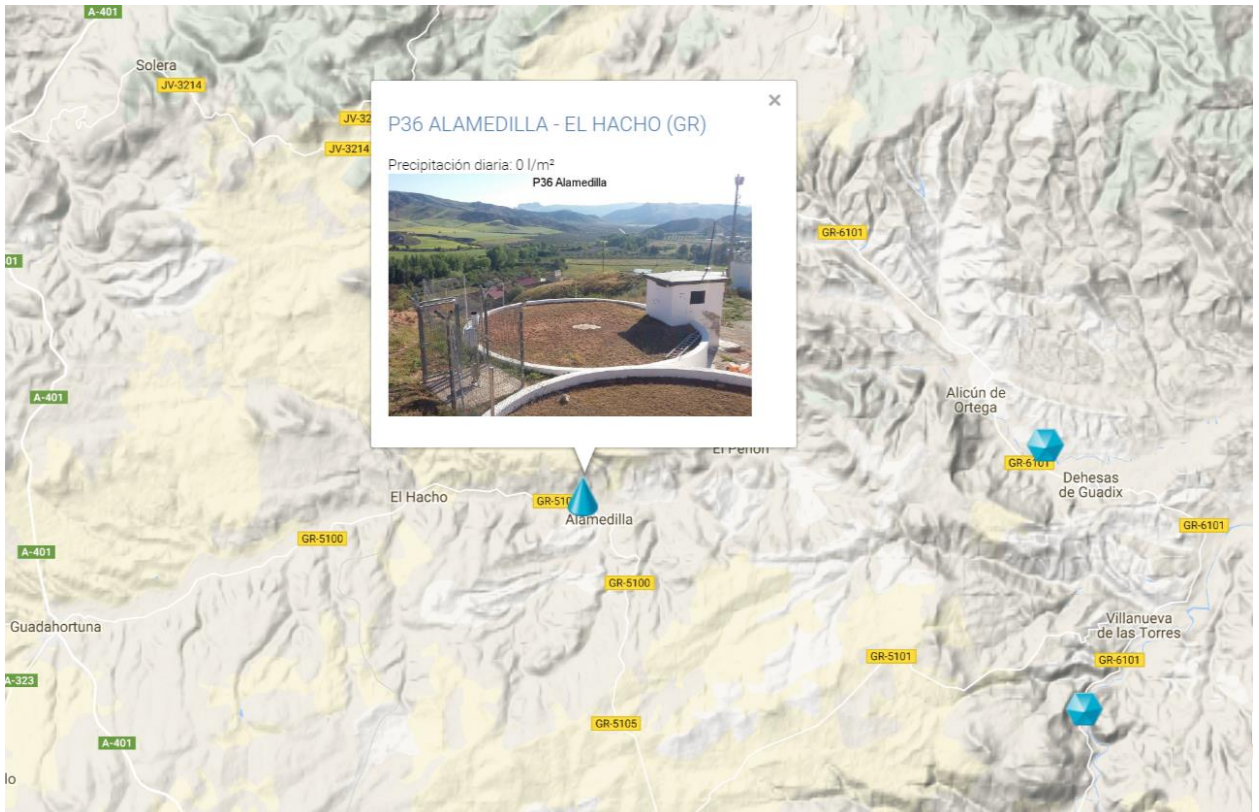 A-401
Solera
JV-3214
JV-32
JV-3214
×
P36 ALAMEDILLA - EL HACHO (GR)
Precipitación diaria: 0 l/m²
P36 Alamedilla
GR-6101
01
A-401
Alicún de
Ortega
El Peñón
GR-6101
Dehesas
de Guadix
El Hacho
GR-510
Alamedilla
GR-6101
GR-5100
A-401
GR-5100
Guadahortuna
Villanueva
de las Torres
GR-5101
GR-6101
A-323
GR-5105
A-401
lo